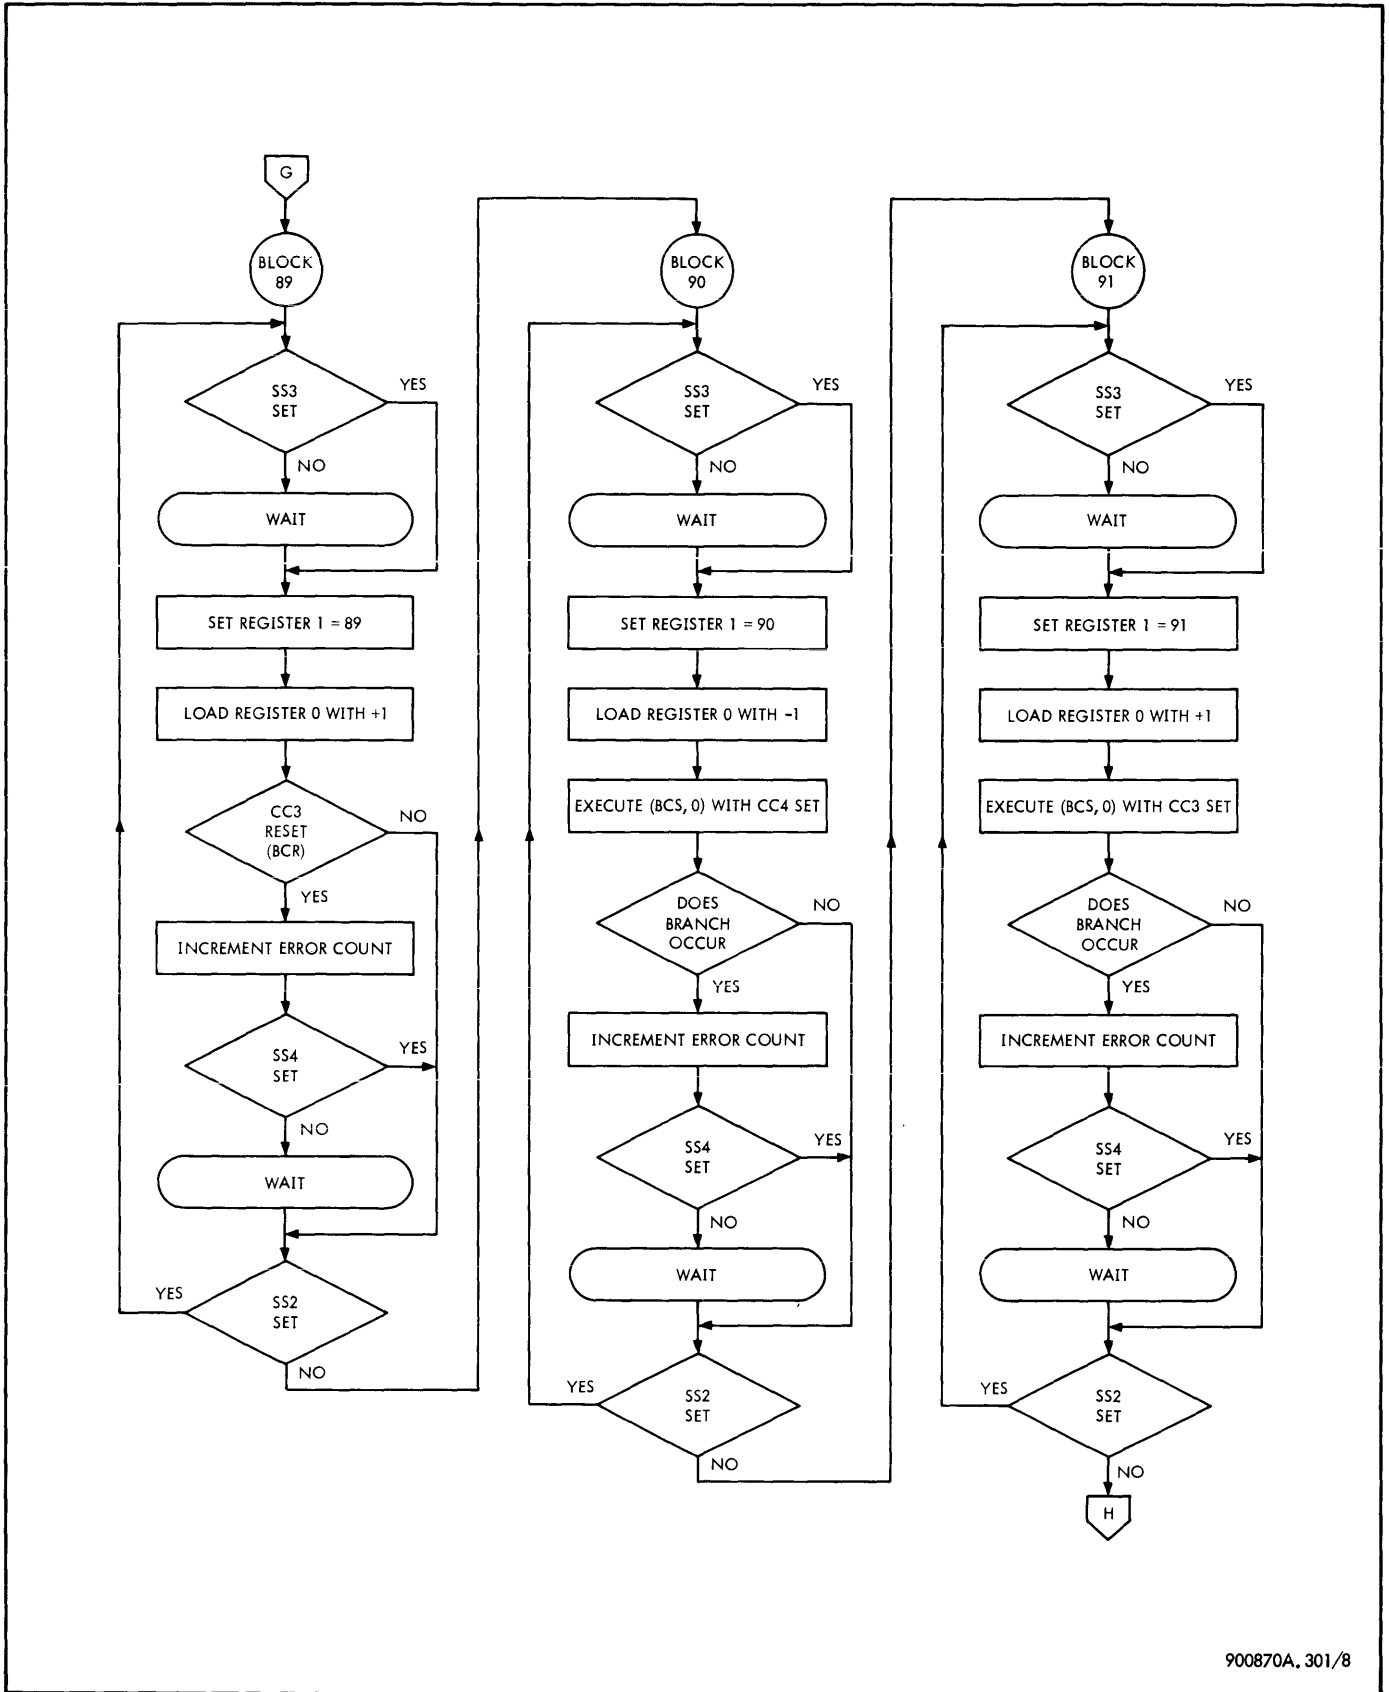 G
BLOCK
89
SS3
SET
YES
NO
WAIT
SET REGISTER 1 = 89
LOAD REGISTER 0 WITH +1
CC3
RESET
(BCR)
NO
YES
INCREMENT ERROR COUNT
SS4
SET
YES
NO
WAIT
SS2
SET
YES
NO
BLOCK
90
SS3
SET
YES
NO
WAIT
SET REGISTER 1 = 90
LOAD REGISTER 0 WITH -1
EXECUTE (BCS, 0) WITH CC4 SET
DOES
BRANCH
OCCUR
NO
YES
INCREMENT ERROR COUNT
SS4
SET
YES
NO
WAIT
SS2
SET
YES
NO
BLOCK
91
SS3
SET
YES
NO
WAIT
SET REGISTER 1 = 91
LOAD REGISTER 0 WITH +1
EXECUTE (BCS, 0) WITH CC3 SET
DOES
BRANCH
OCCUR
NO
YES
INCREMENT ERROR COUNT
SS4
SET
YES
NO
WAIT
SS2
SET
YES
NO
H
900870A. 301/8